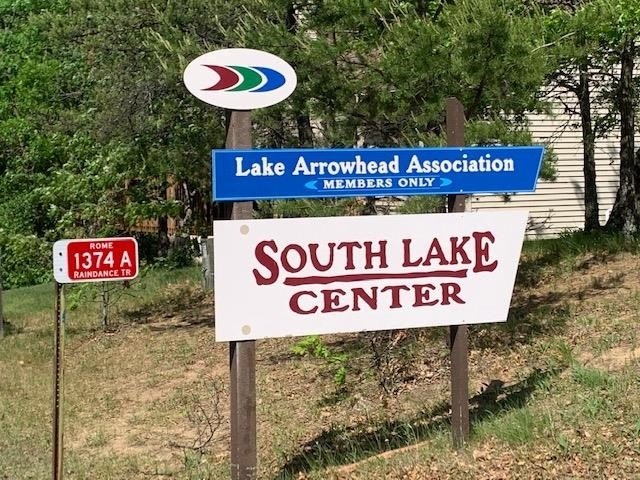 Lake Arrowhead Association
MEMBERS ONLY
SOUTH LAKE
CENTER
ROME
1374 A
RAINDANCE TR